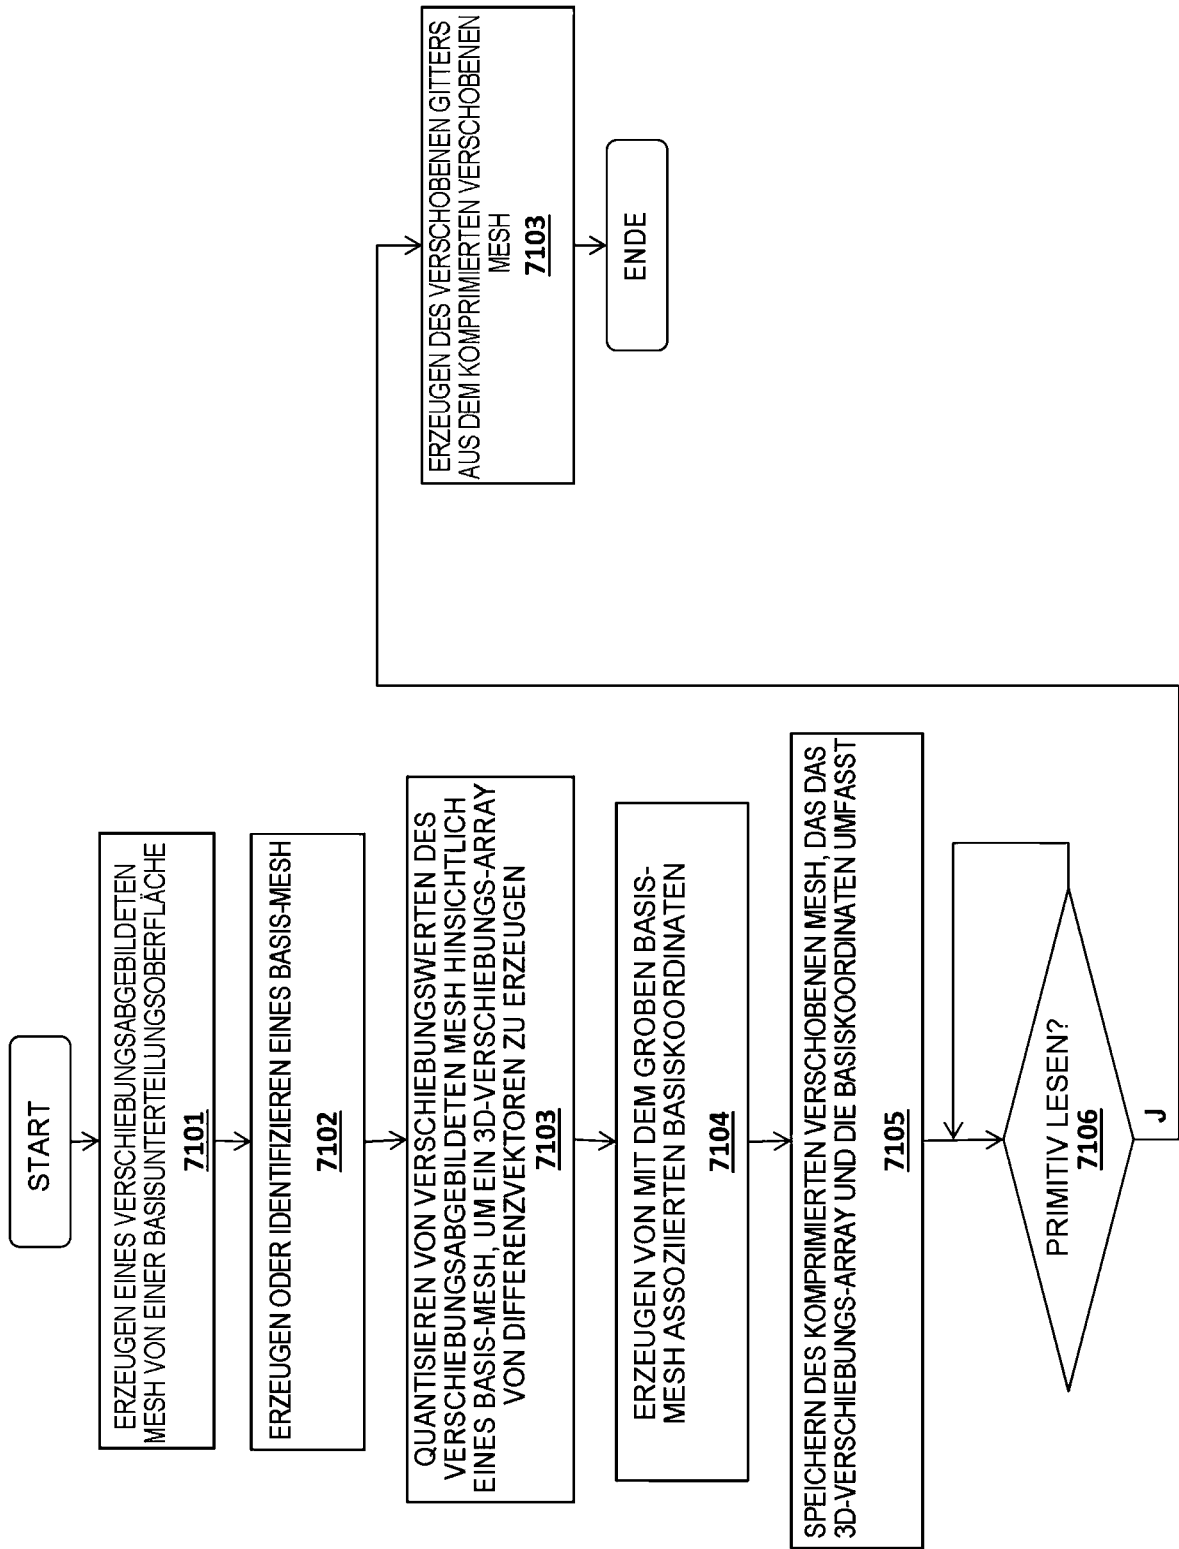 START
ERZEUGEN EINES VERSCHIEBUNGSABGEBILDETEN
MESH VON EINER BASISUNTERTEILUNGSOBERFLÄCHE
7101
ERZEUGEN ODER IDENTIFIZIEREN EINES BASIS-MESH
7102
QUANTISIEREN VON VERSCHIEBUNGSWERTEN DES
VERSCHIEBUNGSABGEBILDETEN MESH HINSICHTLICH
EINES BASIS-MESH, UM EIN 3D-VERSCHIEBUNGS-ARRAY
VON DIFFERENZVEKTOREN ZU ERZEUGEN
7103
ERZEUGEN VON MIT DEM GROBEN BASIS-
MESH ASSOZIIERTEN BASISKOORDINATEN
7104
SPEICHERN DES KOMPRIMIERTEN VERSCHOBENEN MESH, DAS DAS
3D-VERSCHIEBUNGS-ARRAY UND DIE BASISKOORDINATEN UMFASST
7105
PRIMITIV LESEN?
7106
J
ERZEUGEN DES VERSCHOBENEN GITTERS
AUS DEM KOMPRIMIERTEN VERSCHOBENEN
MESH
7103
ENDE